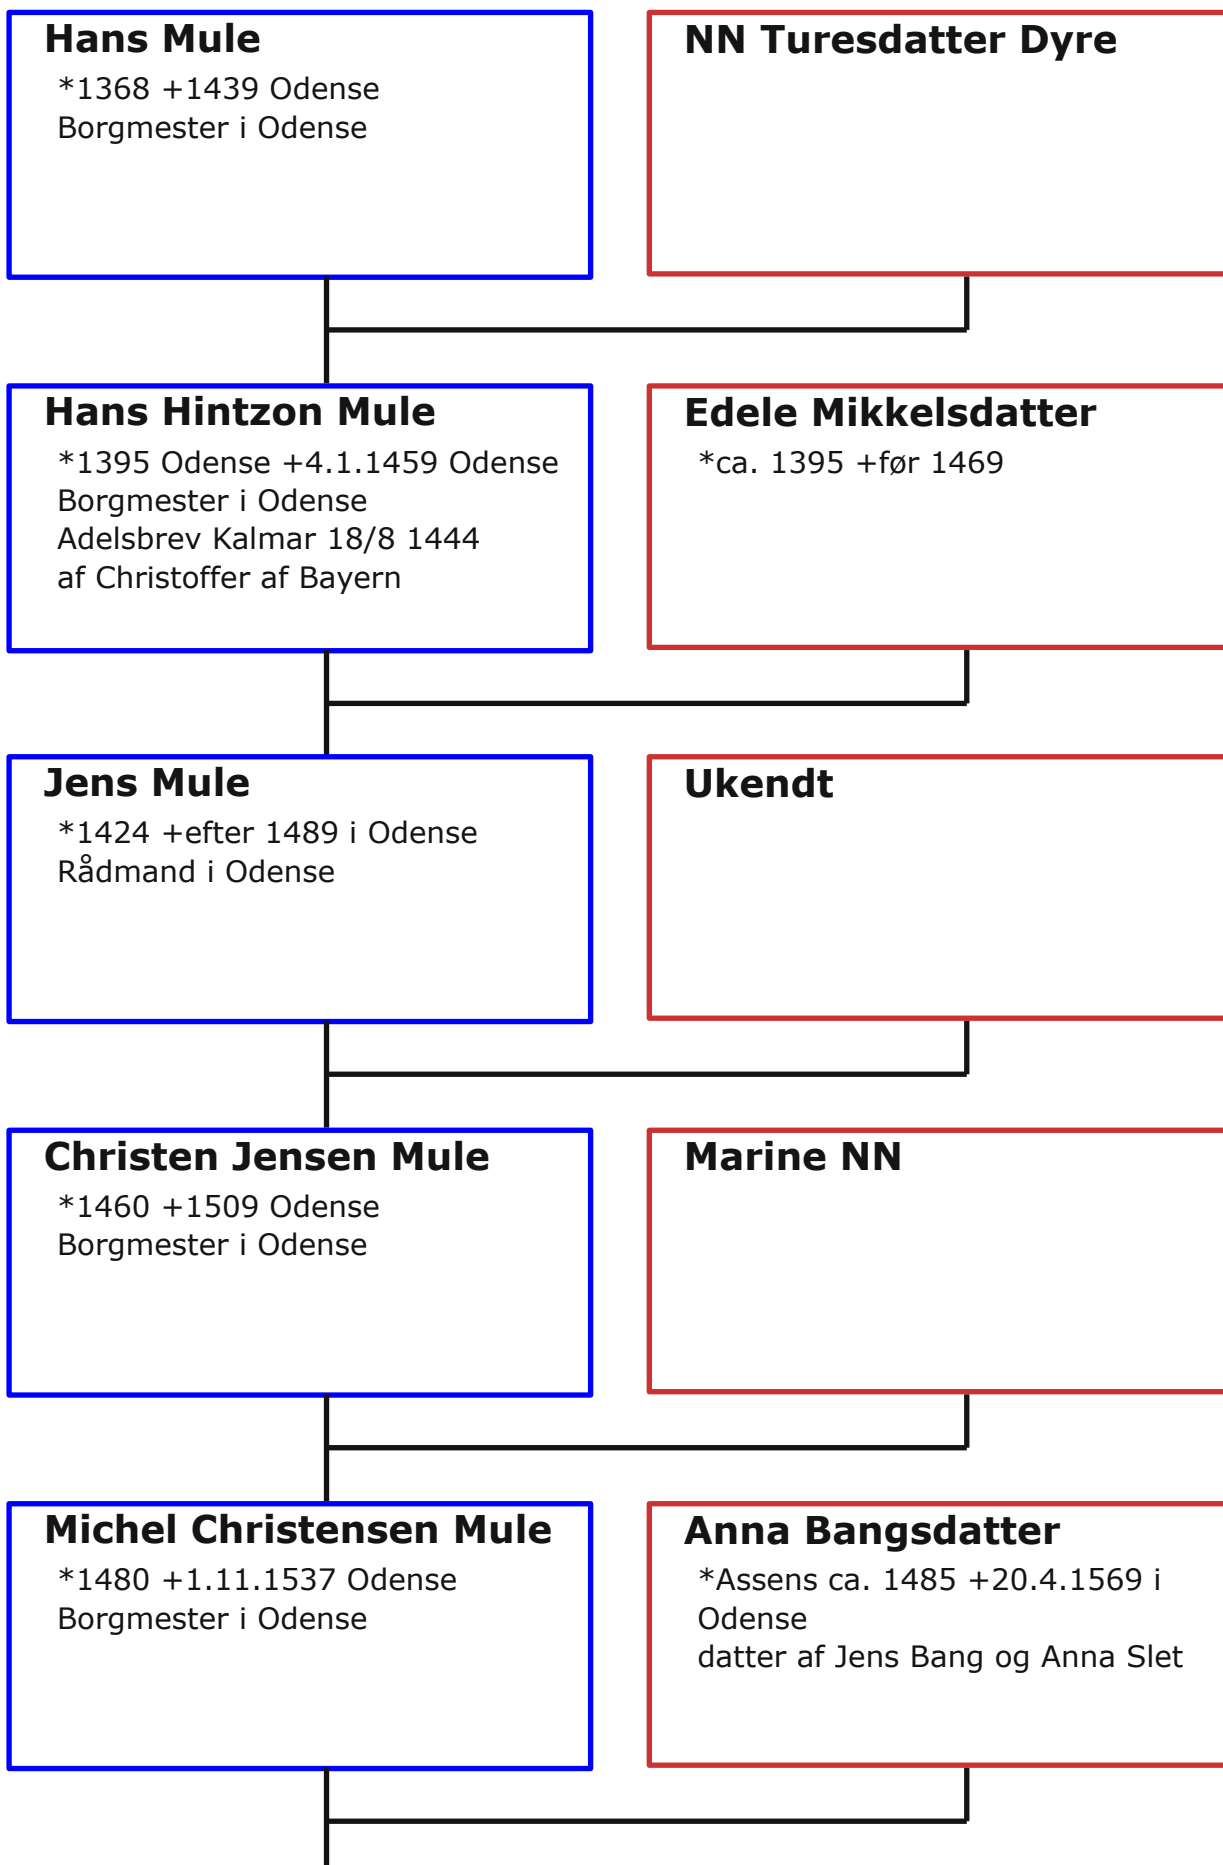 Hans Mule
*1368 +1439 Odense
Borgmester i Odense
NN Turesdatter Dyre
Hans Hintzon Mule
*1395 Odense +4.1.1459 Odense
Borgmester i Odense
Adelsbrev Kalmar 18/8 1444
af Christoffer af Bayern
Edele Mikkelsdatter
*ca. 1395 +før 1469
Jens Mule
*1424 +efter 1489 i Odense
Rådmand i Odense
Ukendt
Christen Jensen Mule
*1460 +1509 Odense
Borgmester i Odense
Marine NN
Michel Christensen Mule
*1480 +1.11.1537 Odense
Borgmester i Odense
Anna Bangsdatter
*Assens ca. 1485 +20.4.1569 i
Odense
datter af Jens Bang og Anna Slet